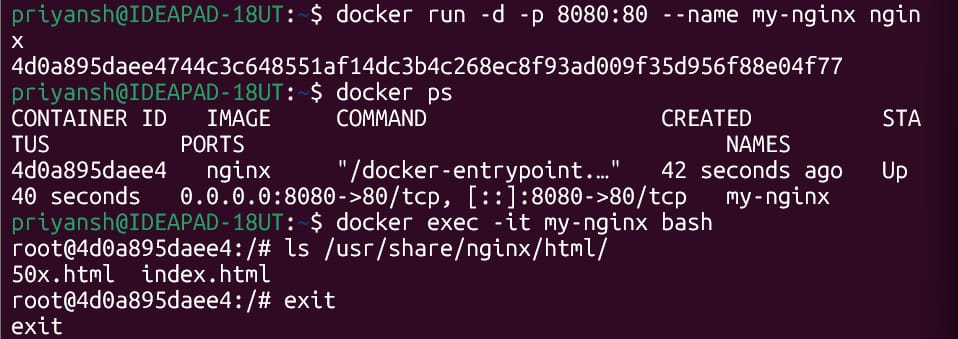 priyansh@IDEAPAD-18UT:~$ docker run -d -p 8080:80 --name my-nginx ngin
x
4d0a895daee4744c3c648551af14dc3b4c268ec8f93ad009f35d956f88e04f77
priyansh@IDEAPAD-18UT:~$ docker ps
CONTAINER ID   IMAGE     COMMAND                  CREATED          STA
TUS          PORTS                                     NAMES
4d0a895daee4   nginx     "/docker-entrypoint.…"   42 seconds ago   Up
40 seconds   0.0.0.0:8080->80/tcp, [::]:8080->80/tcp   my-nginx
priyansh@IDEAPAD-18UT:~$ docker exec -it my-nginx bash
root@4d0a895daee4:/# ls /usr/share/nginx/html/
50x.html  index.html
root@4d0a895daee4:/# exit
exit